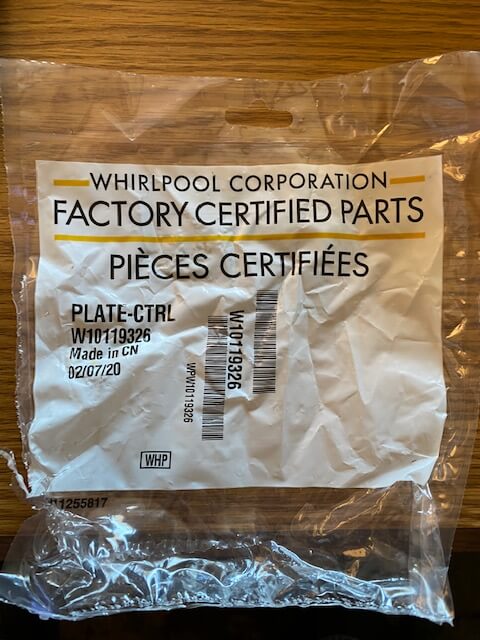 WHIRLPOOL CORPORATION
FACTORY CERTIFIED PARTS
PIÈCES CERTIFIÉES
PLATE-CTRL
W10119326
Made in CN
02/07/20
W10119326
WPW10119326
WHP
11255817